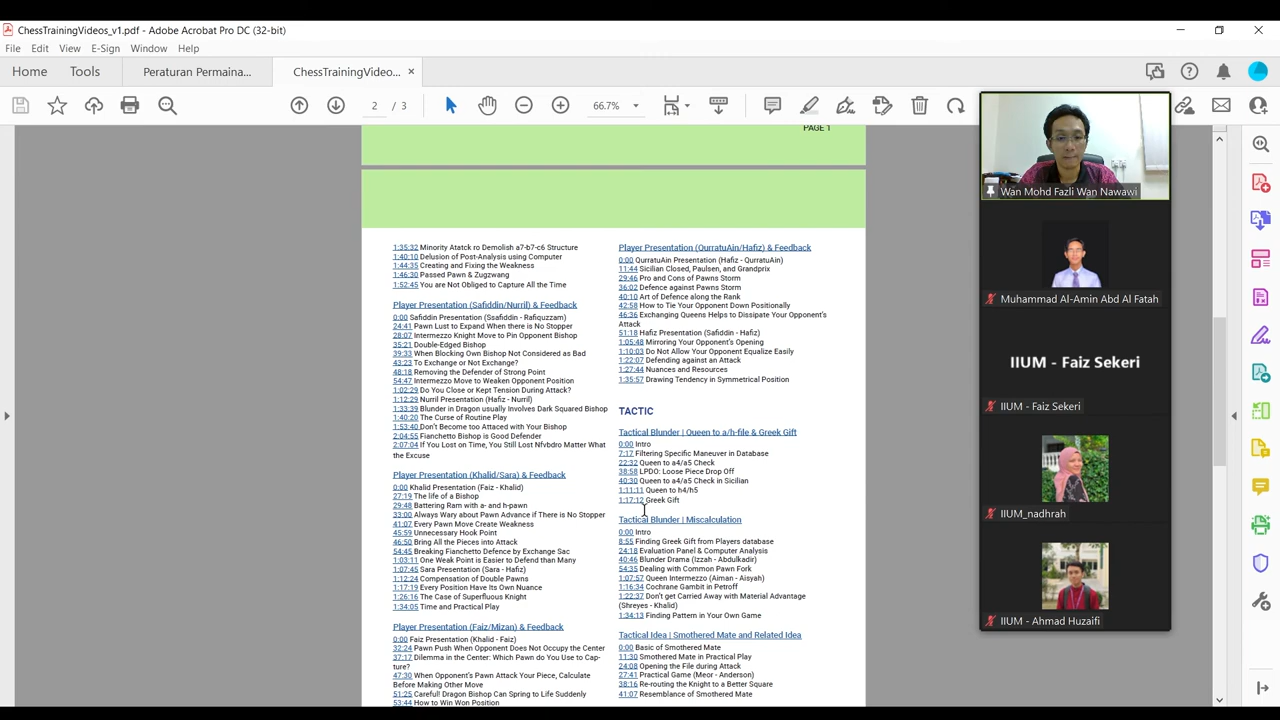 ChessTrainingVideos_v1.pdf - Adobe Acrobat Pro DC (32-bit)
File Edit View E-Sign Window Help
Home Tools Peraturan Permaina... ChessTrainingVideo... ×
2 / 3 66.7%
PAGE 1
1:35:32 Minority Atatck ro Demolish a7-b7-c6 Structure
1:40:10 Delusion of Post-Analysis using Computer
1:44:35 Creating and Fixing the Weakness
1:46:30 Passed Pawn & Zugzwang
1:52:45 You are Not Obliged to Capture All the Time
Player Presentation (Safiddin/Nurril) & Feedback
0:00 Safiddin Presentation (Ssafiddin - Rafiquzzam)
24:41 Pawn Lust to Expand When there is No Stopper
28:07 Intermezzo Knight Move to Pin Opponent Bishop
35:21 Double-Edged Bishop
39:33 When Blocking Own Bishop Not Considered as Bad
43:23 To Exchange or Not Exchange?
48:18 Removing the Defender of Strong Point
54:47 Intermezzo Move to Weaken Opponent Position
1:02:29 Do You Close or Kept Tension During Attack?
1:12:29 Nurril Presentation (Hafiz - Nurril)
1:33:39 Blunder in Dragon usually Involves Dark Squared Bishop
1:40:20 The Curse of Routine Play
1:53:40 Don't Become too Attached with Your Bishop
2:04:55 Fianchetto Bishop is Good Defender
2:07:04 If You Lost on Time, You Still Lost Nfvbdro Matter What
the Excuse
Player Presentation (Khalid/Sara) & Feedback
0:00 Khalid Presentation (Faiz - Khalid)
27:19 The life of a Bishop
29:48 Battering Ram with a- and h-pawn
33:00 Always Wary about Pawn Advance if There is No Stopper
41:07 Every Pawn Move Create Weakness
45:59 Unnecessary Hook Point
46:50 Bring All the Pieces into Attack
54:45 Breaking Fianchetto Defence by Exchange Sac
1:03:11 One Weak Point is Easier to Defend than Many
1:07:45 Sara Presentation (Sara - Hafiz)
1:12:24 Compensation of Double Pawns
1:17:19 Every Position Have Its Own Nuance
1:26:16 The Case of Superfluous Knight
1:34:05 Time and Practical Play
Player Presentation (Faiz/Mizan) & Feedback
0:00 Faiz Presentation (Khalid - Faiz)
32:24 Pawn Push When Opponent Does Not Occupy the Center
37:17 Dilemma in the Center: Which Pawn do You Use to Cap-
ture?
47:30 When Opponent's Pawn Attack Your Piece, Calculate
Before Making Other Move
51:25 Careful! Dragon Bishop Can Spring to Life Suddenly
53:44 How to Win Won Position
Player Presentation (QurratuAin/Hafiz) & Feedback
0:00 QurratuAin Presentation (Hafiz - QurratuAin)
11:44 Sicilian Closed, Paulsen, and Grandprix
29:46 Pro and Cons of Pawns Storm
36:02 Defence against Pawns Storm
40:10 Art of Defence along the Rank
42:58 How to Tie Your Opponent Down Positionally
46:36 Exchanging Queens Helps to Dissipate Your Opponent's
Attack
51:18 Hafiz Presentation (Safiddin - Hafiz)
1:05:48 Mirroring Your Opponent's Opening
1:10:03 Do Not Allow Your Opponent Equalize Easily
1:22:07 Defending against an Attack
1:27:44 Nuances and Resources
1:35:57 Drawing Tendency in Symmetrical Position
TACTIC
Tactical Blunder | Queen to a/h-file & Greek Gift
0:00 Intro
7:17 Filtering Specific Maneuver in Database
22:32 Queen to a4/a5 Check
38:58 LPDO: Loose Piece Drop Off
40:30 Queen to a4/a5 Check in Sicilian
1:11:11 Queen to h4/h5
1:17:12 Greek Gift
Tactical Blunder | Miscalculation
0:00 Intro
8:55 Finding Greek Gift from Players database
24:18 Evaluation Panel & Computer Analysis
40:46 Blunder Drama (Izzah - Abdulkadir)
54:35 Dealing with Common Pawn Fork
1:07:57 Queen Intermezzo (Aiman - Aisyah)
1:16:34 Cochrane Gambit in Petroff
1:22:37 Don't get Carried Away with Material Advantage
(Shreyes - Khalid)
1:34:13 Finding Pattern in Your Own Game
Tactical Idea | Smothered Mate and Related Idea
0:00 Basic of Smothered Mate
11:30 Smothered Mate in Practical Play
24:08 Opening the File during Attack
27:41 Practical Game (Meor - Anderson)
38:16 Re-routing the Knight to a Better Square
41:07 Resemblance of Smothered Mate
Wan Mohd Fazli Wan Nawawi
Muhammad Al-Amin Abd Al Fatah
IIUM - Faiz Sekeri
IIUM - Faiz Sekeri
IIUM_nadhrah
IIUM - Ahmad Huzaifi